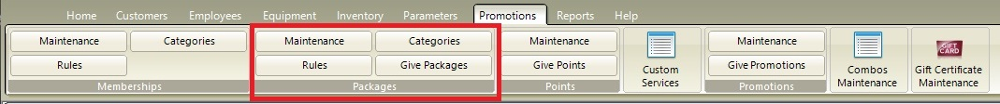 Home Customers Employees Equipment Inventory Parameters Promotions Reports Help
Maintenance Categories Maintenance Categories Maintenance Maintenance
Rules Rules Give Packages Give Points Custom Services Give Promotions Combos Maintenance GIFT CARD Gift Certificate Maintenance
Memberships Packages Points Promotions